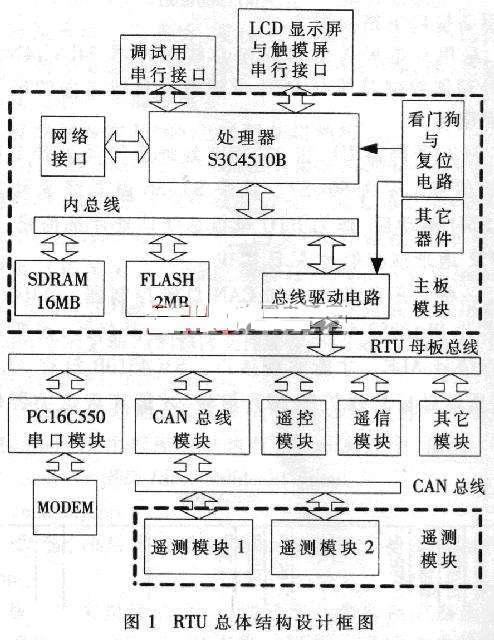 调试用
串行接口
LCD 显示屏
与触摸屏
串行接口
网络
接口
处理器
S3C4510B
看门狗
与
复位
电路
内总线
其它
器件
SDRAM
16MB
FLASH
2MB
总线驱动电路
主板
模块
RTU 母板总线
PC16C550
串口模块
CAN 总线
模块
遥控
模块
遥信
模块
其它
模块
MODEM
CAN 总线
遥测模块 1
遥测模块 2
遥测
模块
图 1 RTU 总体结构设计框图